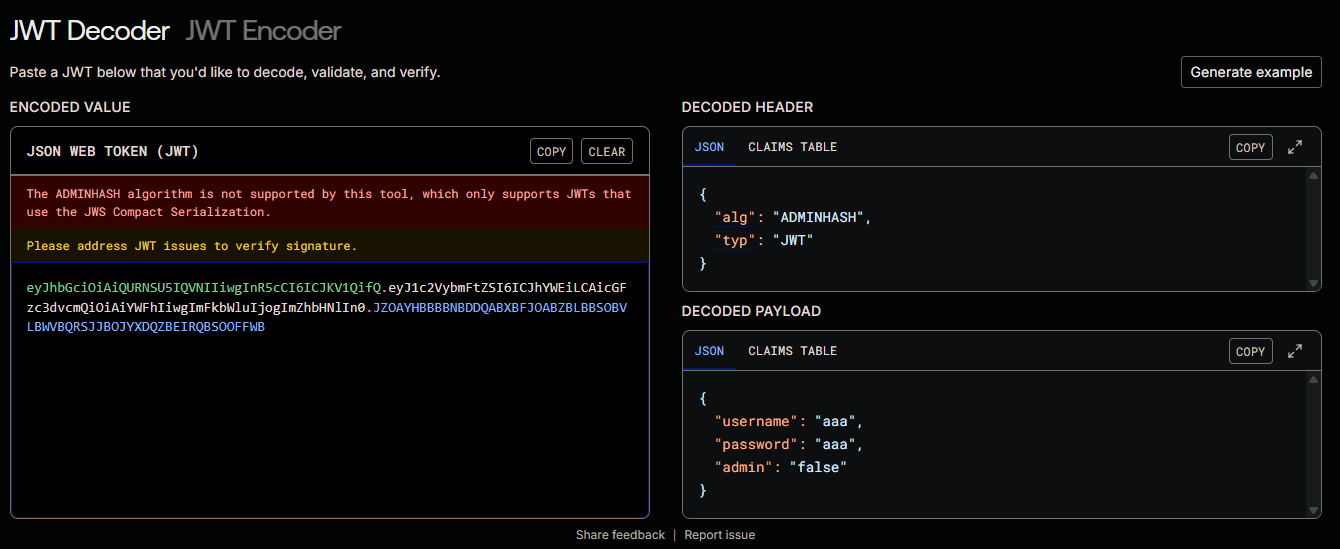 JWT Decoder JWT Encoder
Paste a JWT below that you'd like to decode, validate, and verify.
Generate example
ENCODED VALUE
JSON WEB TOKEN (JWT)
COPY
CLEAR
The ADMINHASH algorithm is not supported by this tool, which only supports JWTs that
use the JWS Compact Serialization.
Please address JWT issues to verify signature.
eyJhbGciOiAiQURNSU5IQVNIIiwgInR5cCI6ICJKV1QifQ.eyJ1c2VybmFtZSI6ICJhYWEiLCAicGF
zc3dvcmQiOiAiYWFhIiwgImFkbWluIjogImZhbHNlIn0.JZOAYHBBBBNBDDQABXBFJOABZBLBBSOBV
LBWVBQRSJJBOJYXDQZBEIRQBSOOFFWB
DECODED HEADER
JSON
CLAIMS TABLE
COPY
{
"alg": "ADMINHASH",
"typ": "JWT"
}
DECODED PAYLOAD
JSON
CLAIMS TABLE
COPY
{
"username": "aaa",
"password": "aaa",
"admin": "false"
}
Share feedback | Report issue